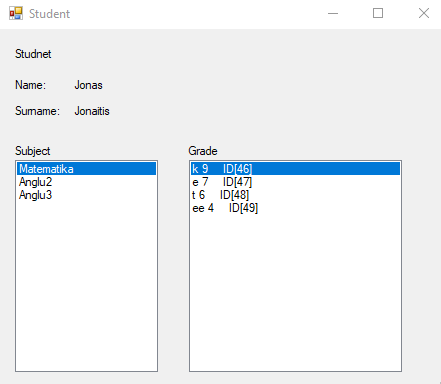 Student
Studnet
Name: Jonas
Surname: Jonaitis
Subject Grade
Matematika k 9 ID[46]
Anglu2 e 7 ID[47]
Anglu3 t 6 ID[48]
ee 4 ID[49]